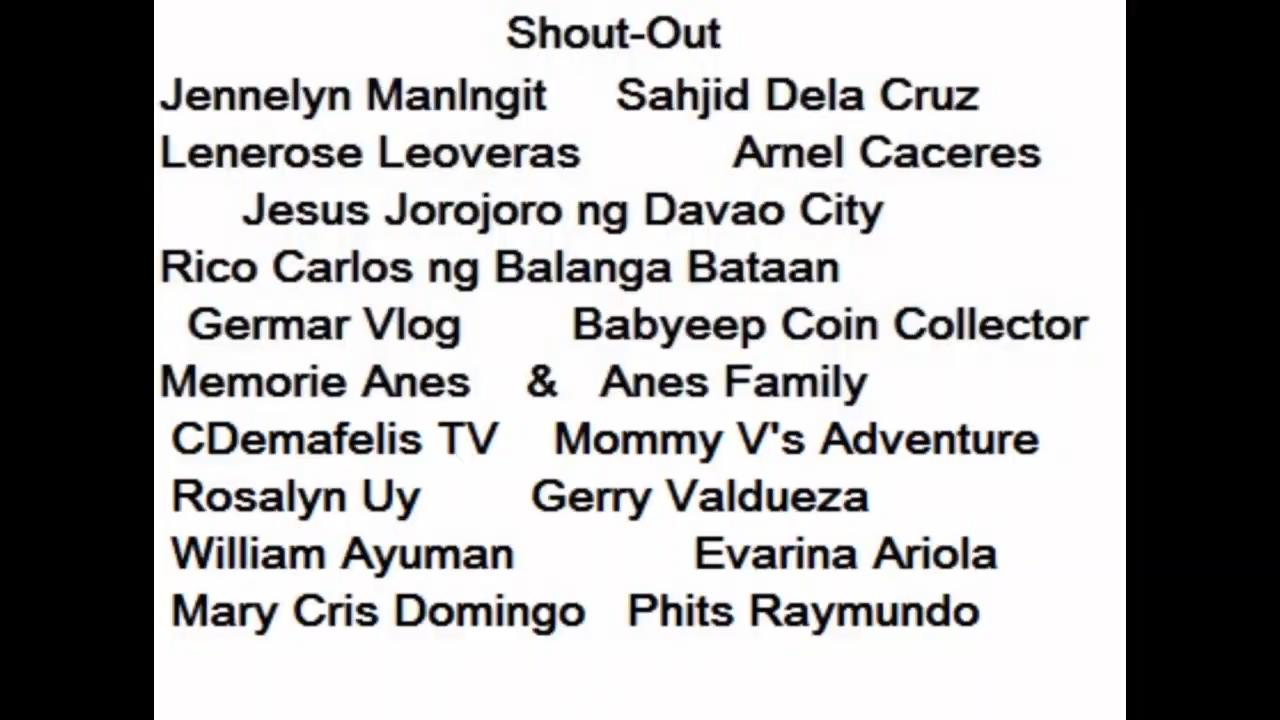 Shout-Out
Jennelyn ManIngit Sahjid Dela Cruz
Lenerose Leoveras Arnel Caceres
Jesus Jorojoro ng Davao City
Rico Carlos ng Balanga Bataan
Germar Vlog Babyeep Coin Collector
Memorie Anes & Anes Family
CDemafelis TV Mommy V's Adventure
Rosalyn Uy Gerry Valdueza
William Ayuman Evarina Ariola
Mary Cris Domingo Phits Raymundo